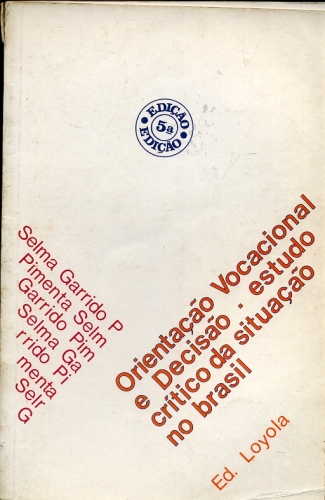 EDIÇÃO
5ª
EDIÇÃO
Selma Garrido P
Pimenta Selm
Garrido Pim
Selma Ga
rrido Pi
menta
Selr
G
Orientação Vocacional
e Decisão · estudo
crítico da situação
no brasil
Ed. Loyola